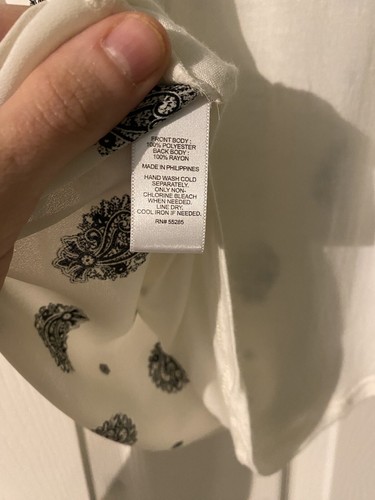 FRONT BODY :
100% POLYESTER
BACK BODY :
100% RAYON
MADE IN PHILIPPINES
HAND WASH COLD
SEPARATELY.
ONLY NON-
CHLORINE BLEACH
WHEN NEEDED.
LINE DRY.
COOL IRON IF NEEDED.
RN# 55285